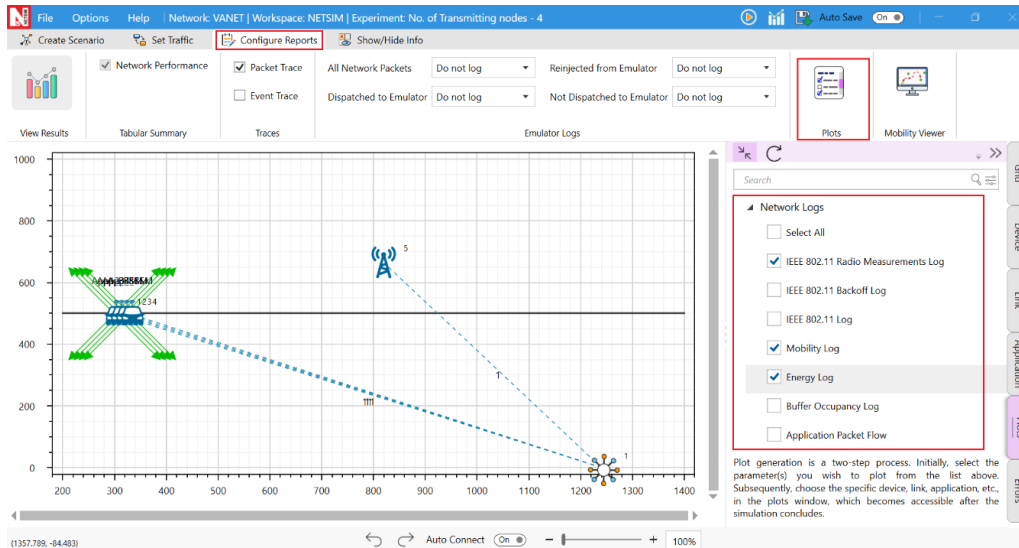 File Options Help Network: VANET | Workspace: NETSIM | Experiment: No. of Transmitting nodes - 4 Auto Save On
Create Scenario Set Traffic Configure Reports Show/Hide Info
Network Performance Packet Trace All Network Packets Do not log Reinjected from Emulator Do not log
Event Trace Dispatched to Emulator Do not log Not Dispatched to Emulator Do not log
View Results Tabular Summary Traces Emulator Logs Plots Mobility Viewer
1000
800
600
400
200
0
5
1234
1
1111
1
200 300 400 500 600 700 800 900 1000 1100 1200 1300 1400
Search
Network Logs
Select All
IEEE 802.11 Radio Measurements Log
IEEE 802.11 Backoff Log
IEEE 802.11 Log
Mobility Log
Energy Log
Buffer Occupancy Log
Application Packet Flow
Plot generation is a two-step process. Initially, select the
parameter(s) you wish to plot from the list above.
Subsequently, choose the specific device, link, application, etc.,
in the plots window, which becomes accessible after the
simulation concludes.
Grid
Device
Link
Application
Plots
Errors
(1357.789, -84.483) Auto Connect On 100%